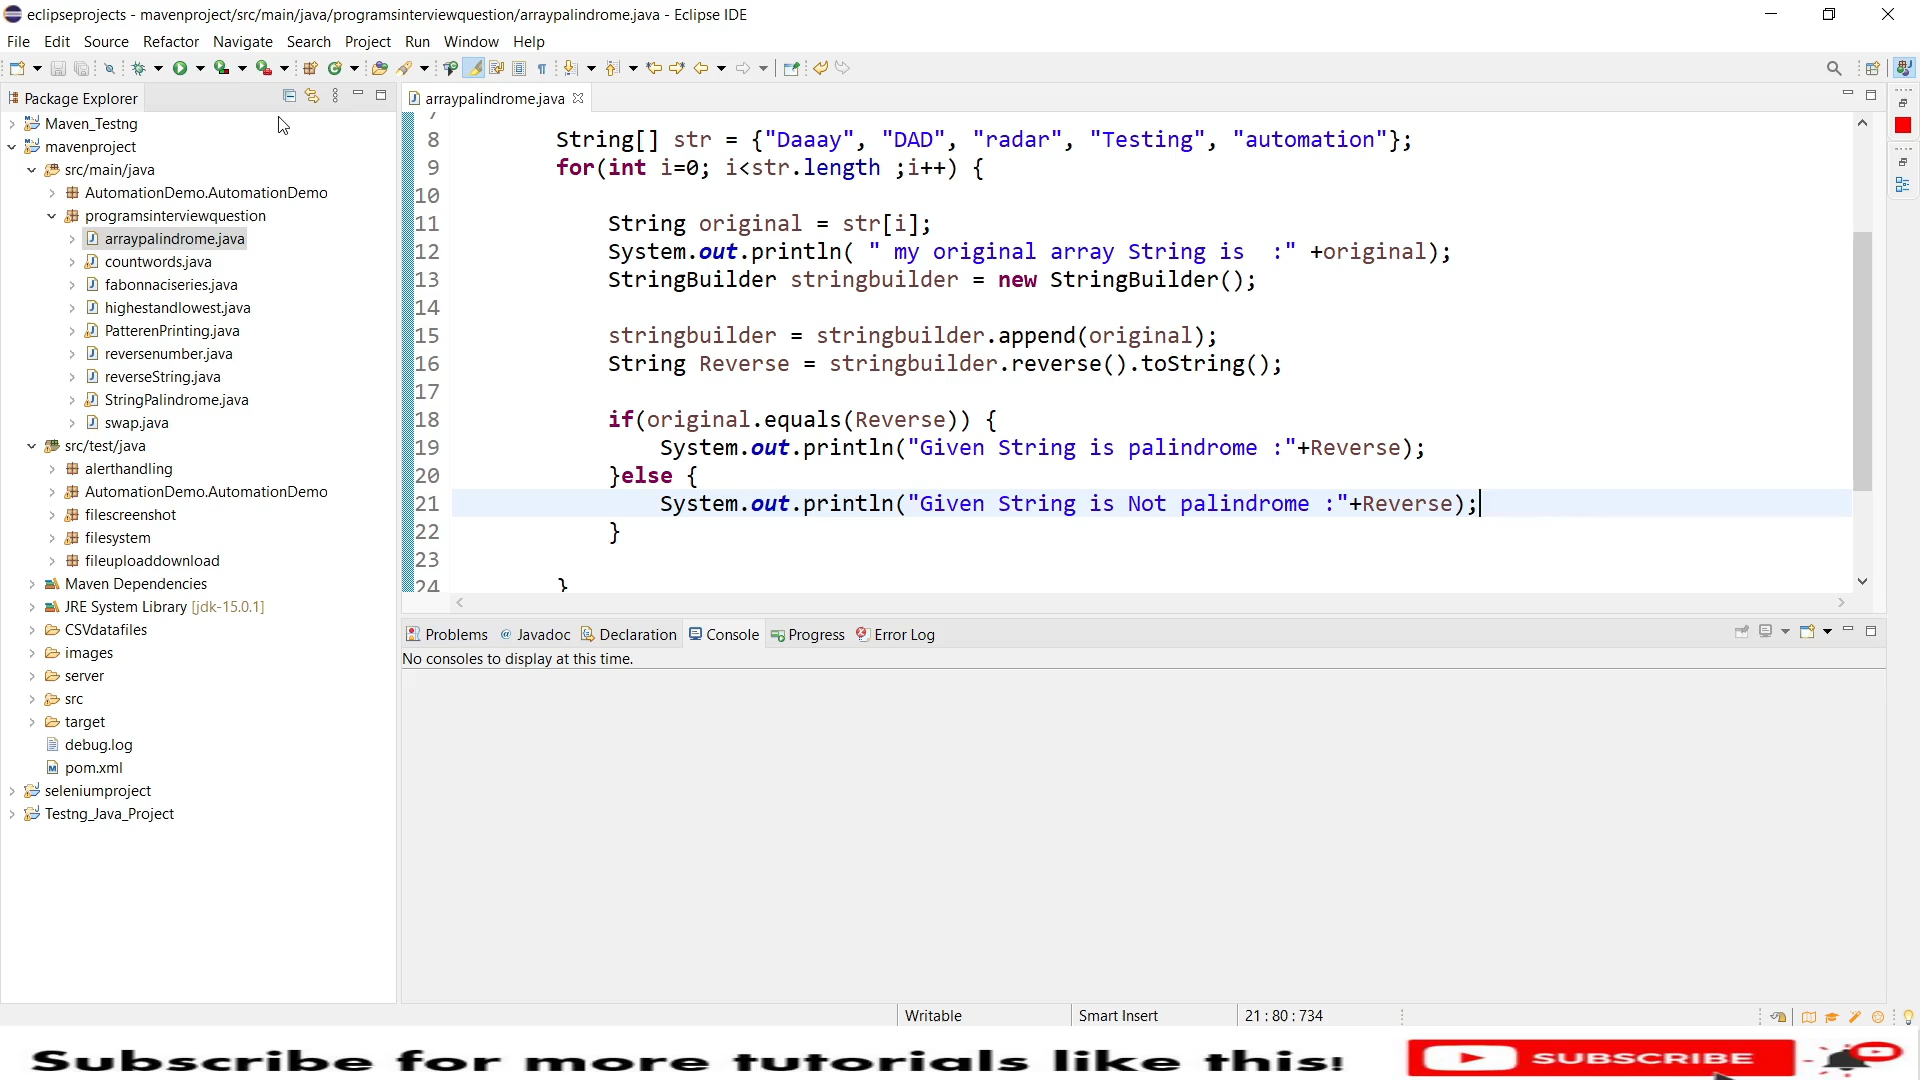 eclipseprojects - mavenproject/src/main/java/programsinterviewquestion/arraypalindrome.java - Eclipse IDE
File Edit Source Refactor Navigate Search Project Run Window Help
Package Explorer
Maven_Testng
mavenproject
src/main/java
AutomationDemo.AutomationDemo
programsinterviewquestion
arraypalindrome.java
countwords.java
fabonnaciseries.java
highestandlowest.java
PatterenPrinting.java
reversenumber.java
reverseString.java
StringPalindrome.java
swap.java
src/test/java
alerthandling
AutomationDemo.AutomationDemo
filescreenshot
filesystem
fileuploaddownload
Maven Dependencies
JRE System Library [jdk-15.0.1]
CSVdatafiles
images
server
src
target
debug.log
pom.xml
seleniumproject
Testng_Java_Project
arraypalindrome.java
7
8 String[] str = {"Daaay", "DAD", "radar", "Testing", "automation"};
9 for(int i=0; i<str.length ;i++) {
10
11 String original = str[i];
12 System.out.println( " my original array String is  :" +original);
13 StringBuilder stringbuilder = new StringBuilder();
14
15 stringbuilder = stringbuilder.append(original);
16 String Reverse = stringbuilder.reverse().toString();
17
18 if(original.equals(Reverse)) {
19 System.out.println("Given String is palindrome :"+Reverse);
20 }else {
21 System.out.println("Given String is Not palindrome :"+Reverse);
22 }
23
24 }
Problems @ Javadoc Declaration Console Progress Error Log
No consoles to display at this time.
Writable Smart Insert 21 : 80 : 734
Subscribe for more tutorials like this! SUBSCRIBE